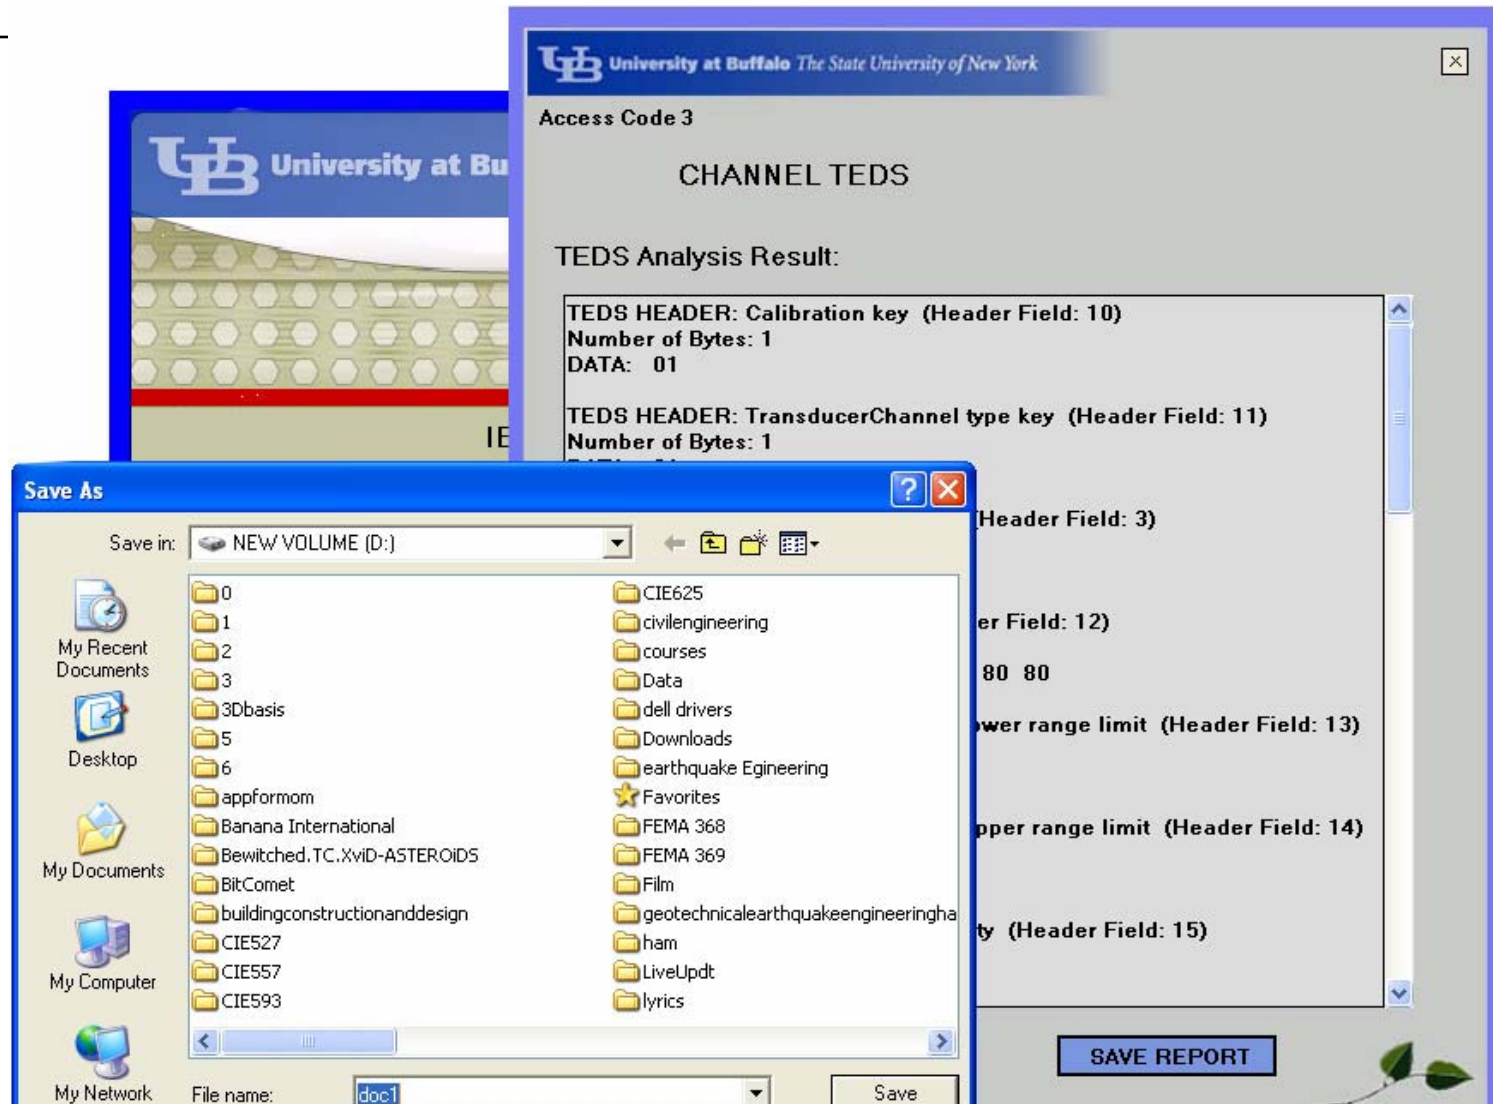 UB University at Buffalo The State University of New York
Access Code 3
CHANNEL TEDS
TEDS Analysis Result:
TEDS HEADER: Calibration key (Header Field: 10)
Number of Bytes: 1
DATA: 01
TEDS HEADER: TransducerChannel type key (Header Field: 11)
Number of Bytes: 1
(Header Field: 3)
Field: 12)
80 80
range limit (Header Field: 13)
range limit (Header Field: 14)
(Header Field: 15)
SAVE REPORT
UB University at Bu
IE
Save As
Save in: NEW VOLUME (D:)
My Recent
Documents
Desktop
My Documents
My Computer
My Network
0
1
2
3
3Dbasis
5
6
appformom
Banana International
Bewitched.TC.XviD-ASTEROiDS
BitComet
buildingconstructionanddesign
CIE527
CIE557
CIE593
CIE625
civilengineering
courses
Data
dell drivers
Downloads
earthquake Egineering
Favorites
FEMA 368
FEMA 369
Film
geotechnicalearthquakeengineeringha
ham
LiveUpdt
lyrics
File name: doc1
Save